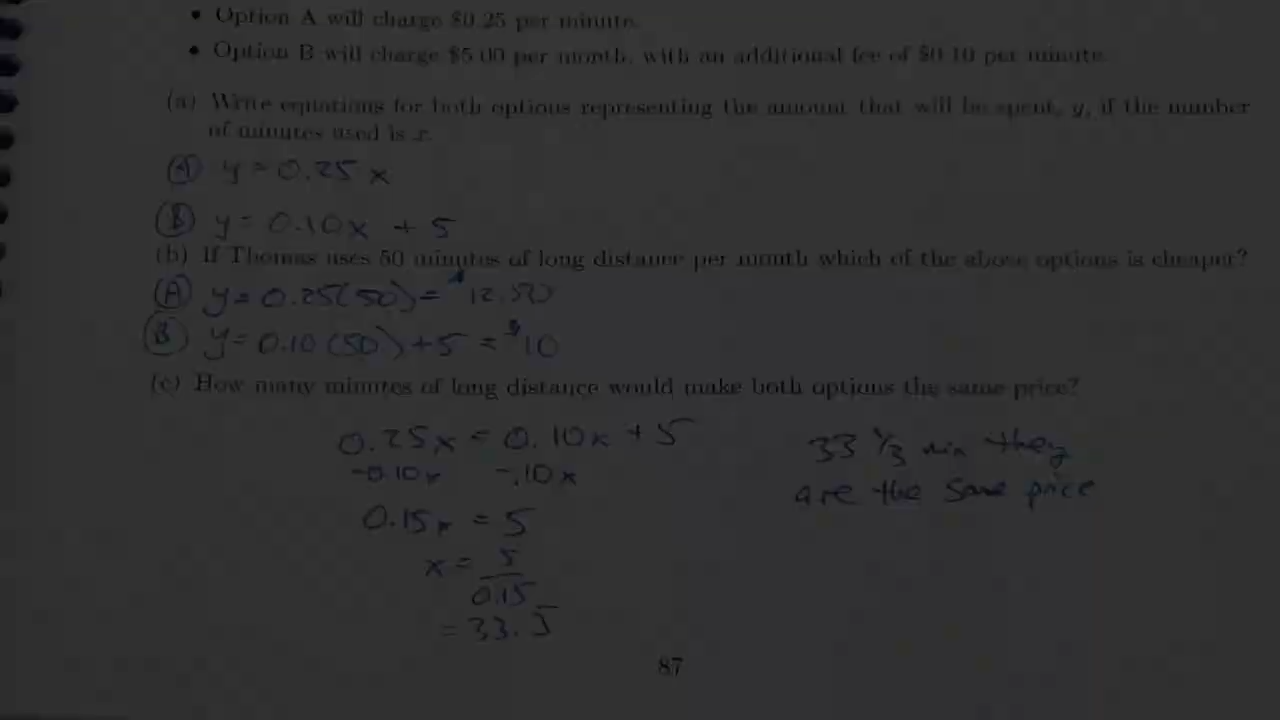 • Option A will charge $0.25 per minute.
• Option B will charge $5.00 per month, with an additional fee of $0.10 per minute.
(a) Write equations for both options representing the amount that will be spent, y, if the number
of minutes used is x.
(A) y = 0.25 x
(B) y = 0.10x + 5
(b) If Thomas uses 50 minutes of long distance per month which of the above options is cheaper?
(A) y = 0.25(50) = $12.50
(B) y = 0.10 (50) + 5 = $10
(c) How many minutes of long distance would make both options the same price?
0.25x = 0.10x + 5
-0.10x -.10x
0.15x = 5
x = 5
0.15
= 33.3
33 1/3 min they
are the same price
87